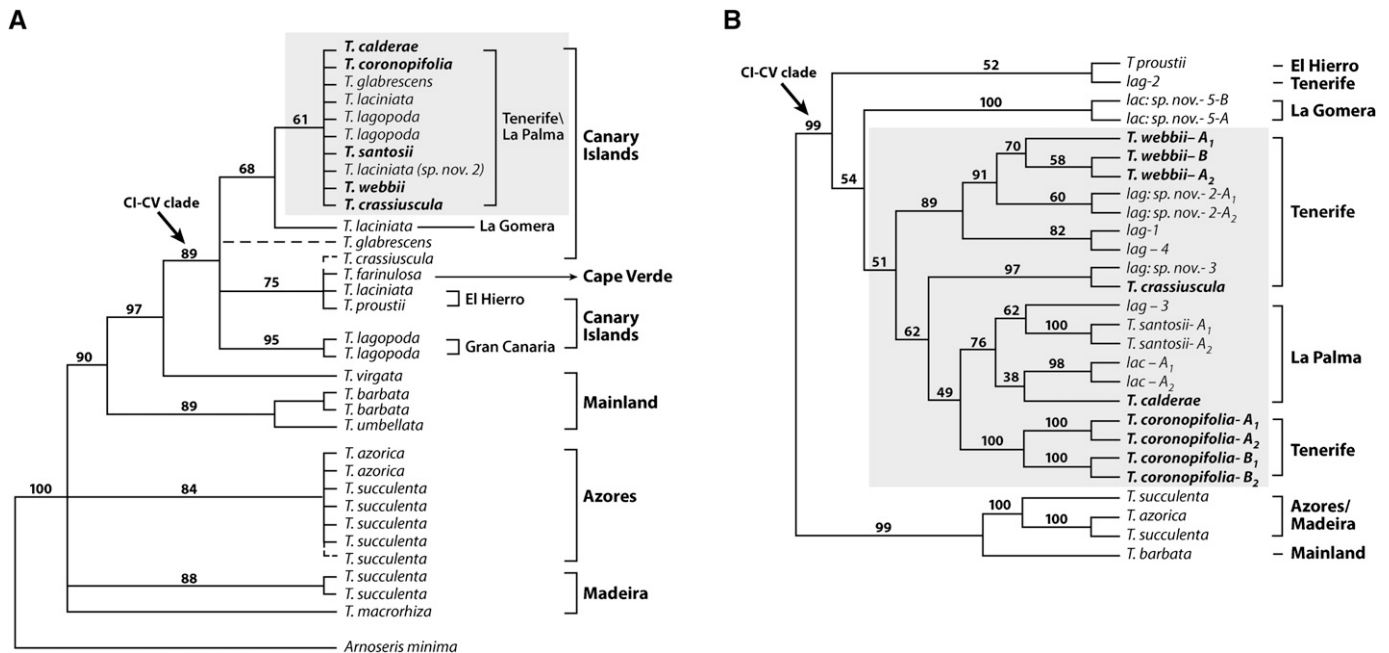 A
T. calderae
T. coronopifolia
T. glabrescens
T. laciniata
T. lagopoda
T. lagopoda
T. santosii
T. laciniata (sp. nov. 2)
T. webbii
T. crassiuscula
Tenerife\
La Palma
Canary
Islands
61
68
T. laciniata
La Gomera
CI-CV clade
T. glabrescens
89
T. crassiuscula
T. farinulosa
Cape Verde
75
T. laciniata
T. proustii
El Hierro
Canary
Islands
97
95
T. lagopoda
T. lagopoda
Gran Canaria
90
T. virgata
T. barbata
T. barbata
T. umbellata
Mainland
89
T. azorica
T. azorica
T. succulenta
T. succulenta
T. succulenta
T. succulenta
T. succulenta
Azores
100
84
88
T. succulenta
T. succulenta
T. macrorhiza
Madeira
Arnoseris minima
B
CI-CV clade
99
52
T proustii
El Hierro
lag-2
Tenerife
100
lac: sp. nov.- 5-B
lac: sp. nov.- 5-A
La Gomera
54
70
T. webbii– A1
58
T. webbii– B
T. webbii– A2
91
60
lag: sp. nov.- 2-A1
lag: sp. nov.- 2-A2
89
82
lag-1
lag – 4
Tenerife
51
97
lag: sp. nov.- 3
T. crassiuscula
62
62
lag – 3
100
T. santosii- A1
T. santosii- A2
76
98
lac – A1
lac – A2
38
T. calderae
La Palma
49
100
T. coronopifolia- A1
T. coronopifolia- A2
100
100
T. coronopifolia- B1
T. coronopifolia- B2
Tenerife
99
100
T. succulenta
100
T. azorica
T. succulenta
Azores/
Madeira
T. barbata
Mainland